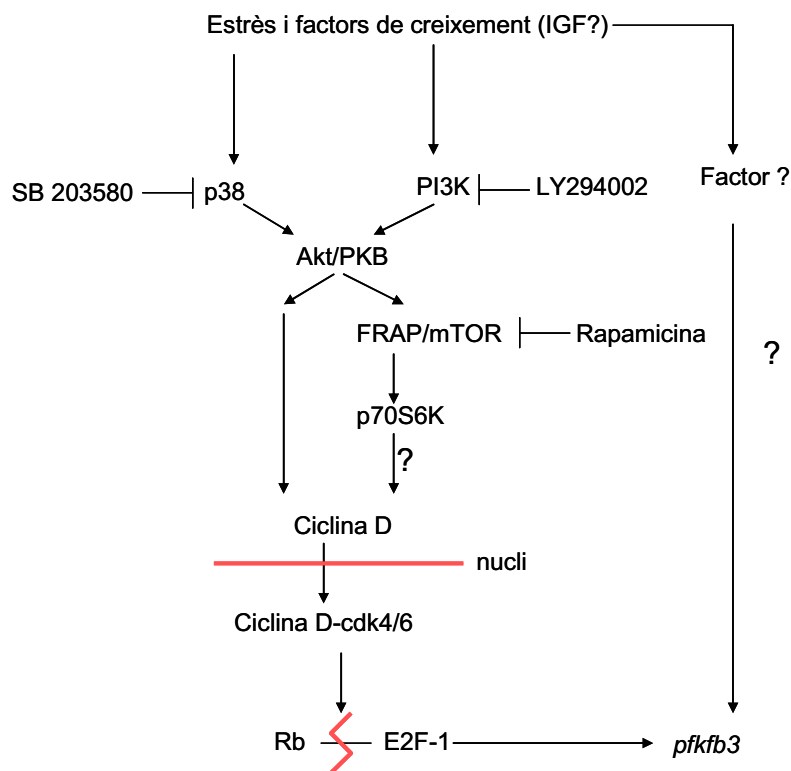 Estrès i factors de creixement (IGF?)
SB 203580
p38
PI3K
LY294002
Factor ?
Akt/PKB
FRAP/mTOR
Rapamicina
?
p70S6K
?
Ciclina D
nucli
Ciclina D-cdk4/6
Rb
E2F-1
pfkfb3